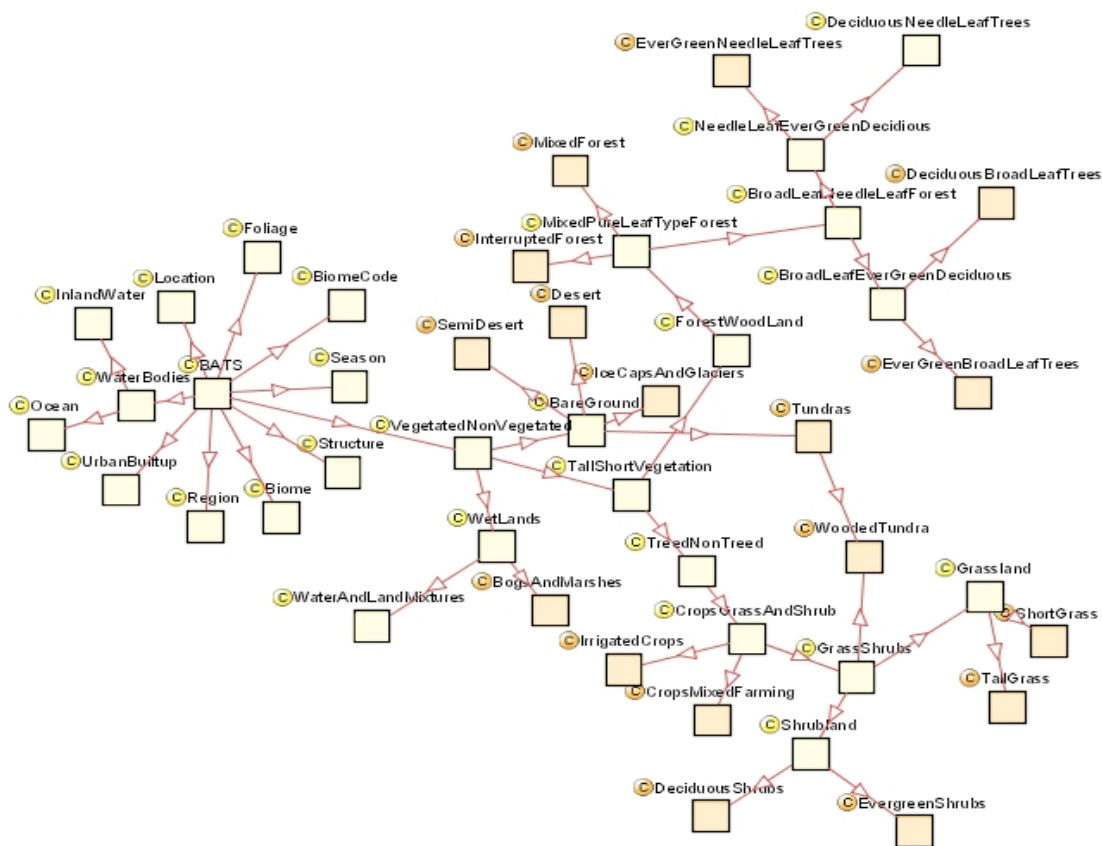 C DeciduousNeedleLeafTrees
C EverGreenNeedleLeafTrees
C NeedleLeafEverGreenDecidious
C MixedForest
C DeciduousBroadLeafTrees
C BroadLeafNeedleLeafForest
C MixedPureLeafTypeForest
C Foliage
C InterruptedForest
C Location
C BiomeCode
C BroadLeafEverGreenDeciduous
C InlandWater
C Desert
C SemiDesert
C ForestWoodLand
C BATS
C Season
C EverGreenBroadLeafTrees
C IceCapsAndGlaciers
C WaterBodies
C BareGround
C Ocean
C Tundras
C VegetatedNonVegetated
C Structure
C UrbanBuiltup
C TallShortVegetation
C Biome
C Region
C WetLands
C WoodedTundra
C TreedNonTreed
C Grassland
C BogsAndMarshes
C WaterAndLandMixtures
C CropsGrassAndShrub
C ShortGrass
C IrrigatedCrops
C GrassShrubs
C TallGrass
C CropsMixedFarming
C Shrubland
C DeciduousShrubs
C EvergreenShrubs